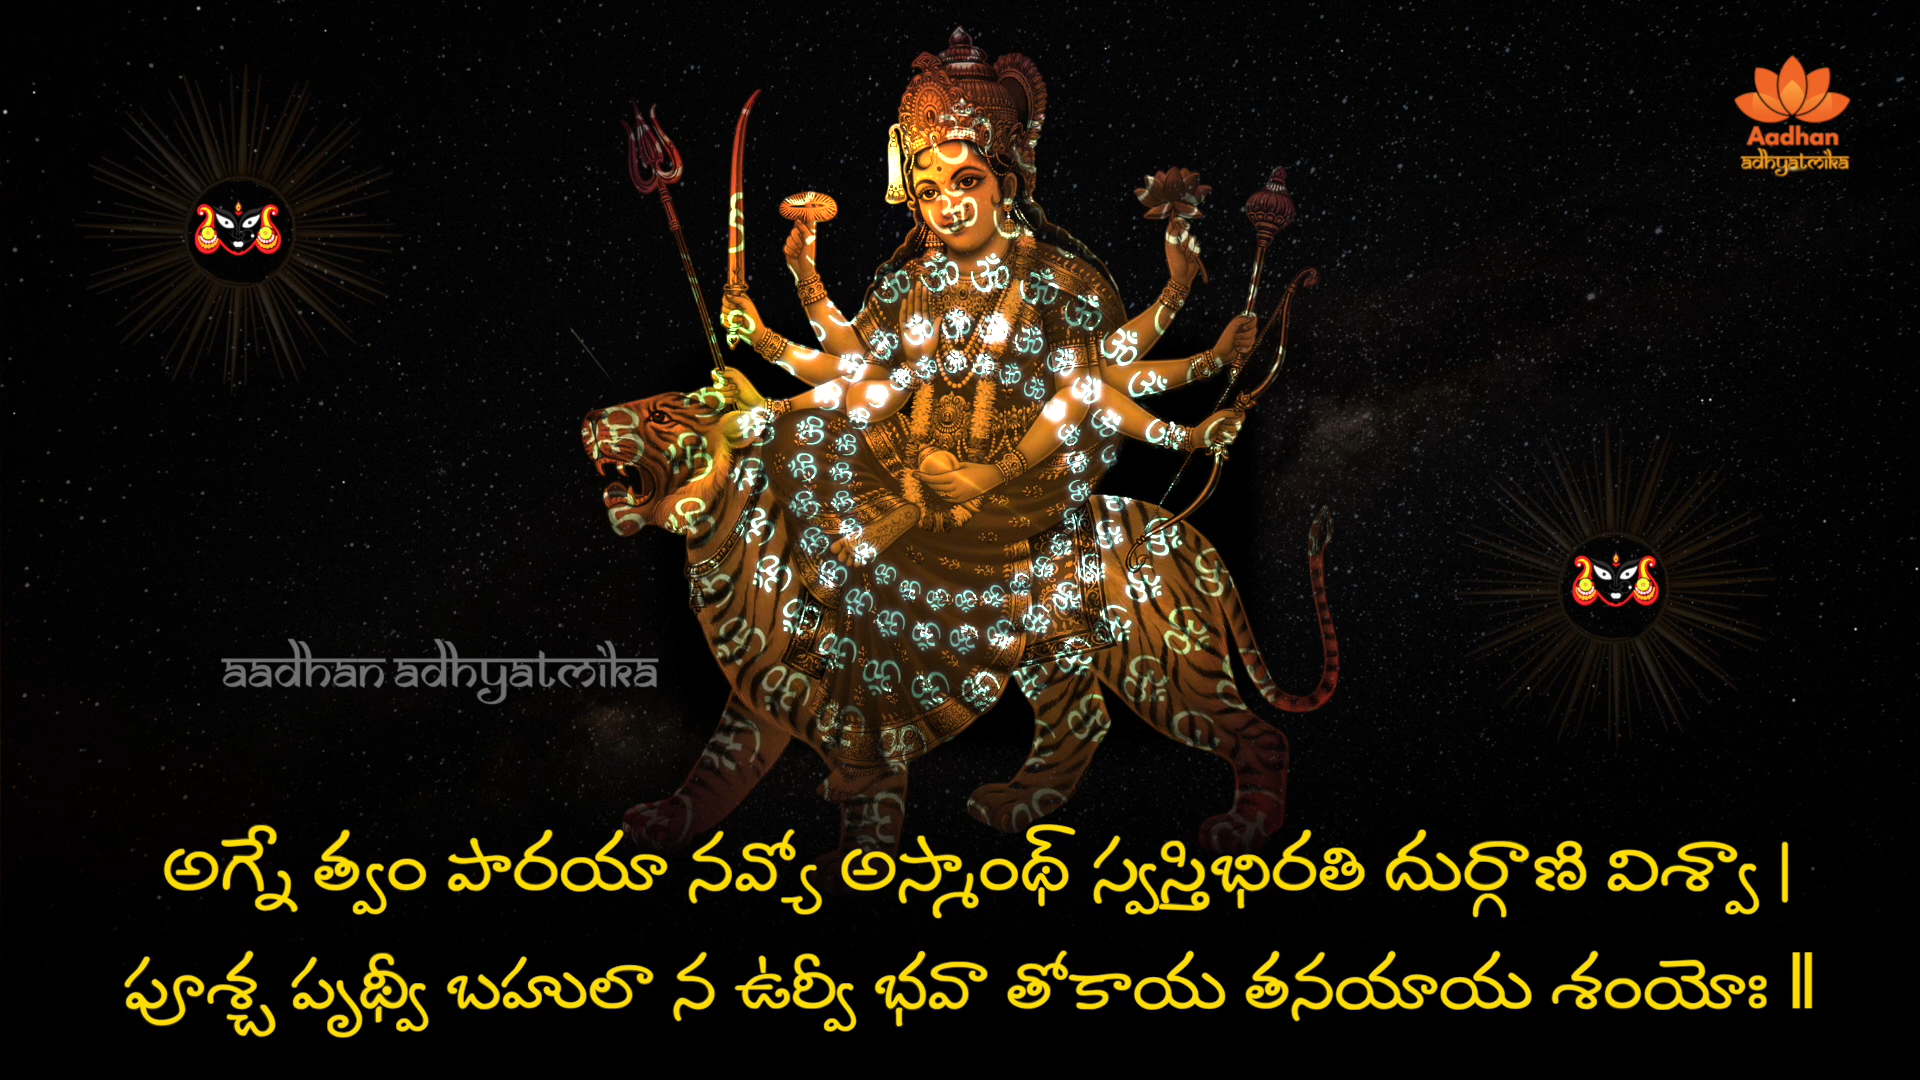 Aadhan
adhyatmika
aadhan adhyatmika
అగ్నే త్వం పారయా నవ్యో అస్మాంథ్ స్వస్తిభిరతి దుర్గాణి విశ్వా |
పూశ్చ పృథ్వీ బహులా న ఉర్వీ భవా తోకాయ తనయాయ శంయోః ||